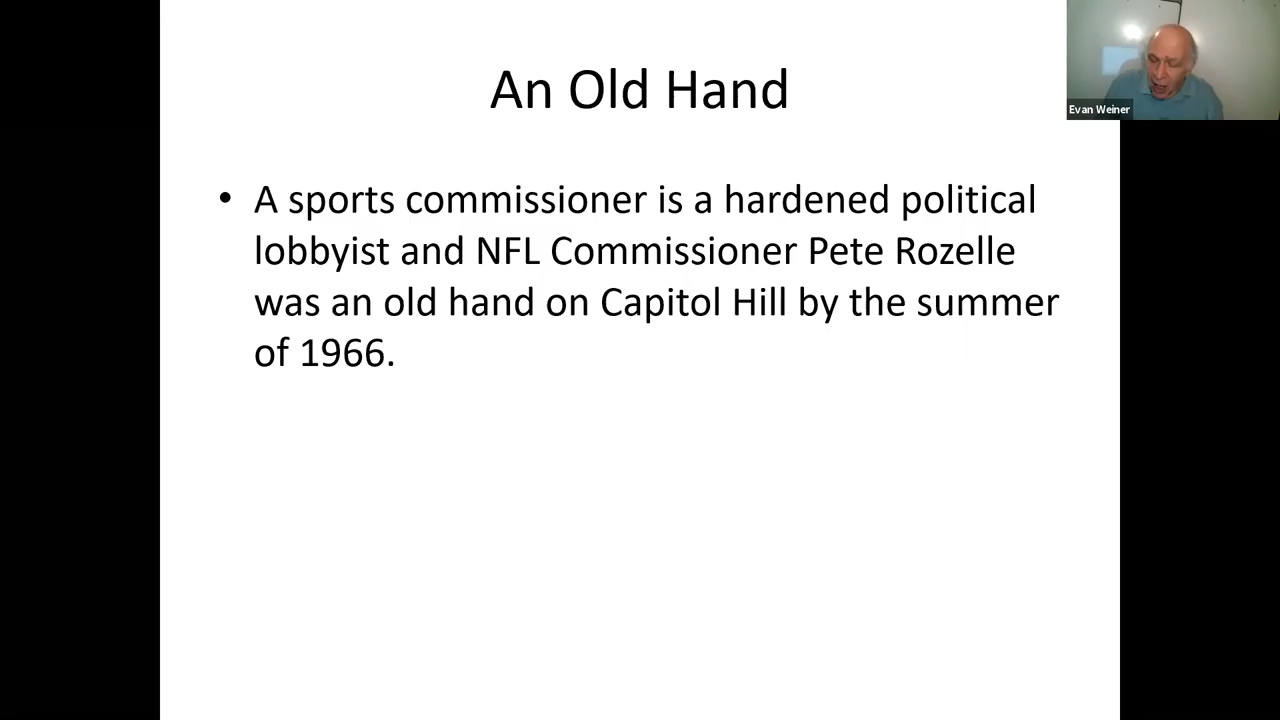 An Old Hand
• A sports commissioner is a hardened political
lobbyist and NFL Commissioner Pete Rozelle
was an old hand on Capitol Hill by the summer
of 1966.
Evan Weiner